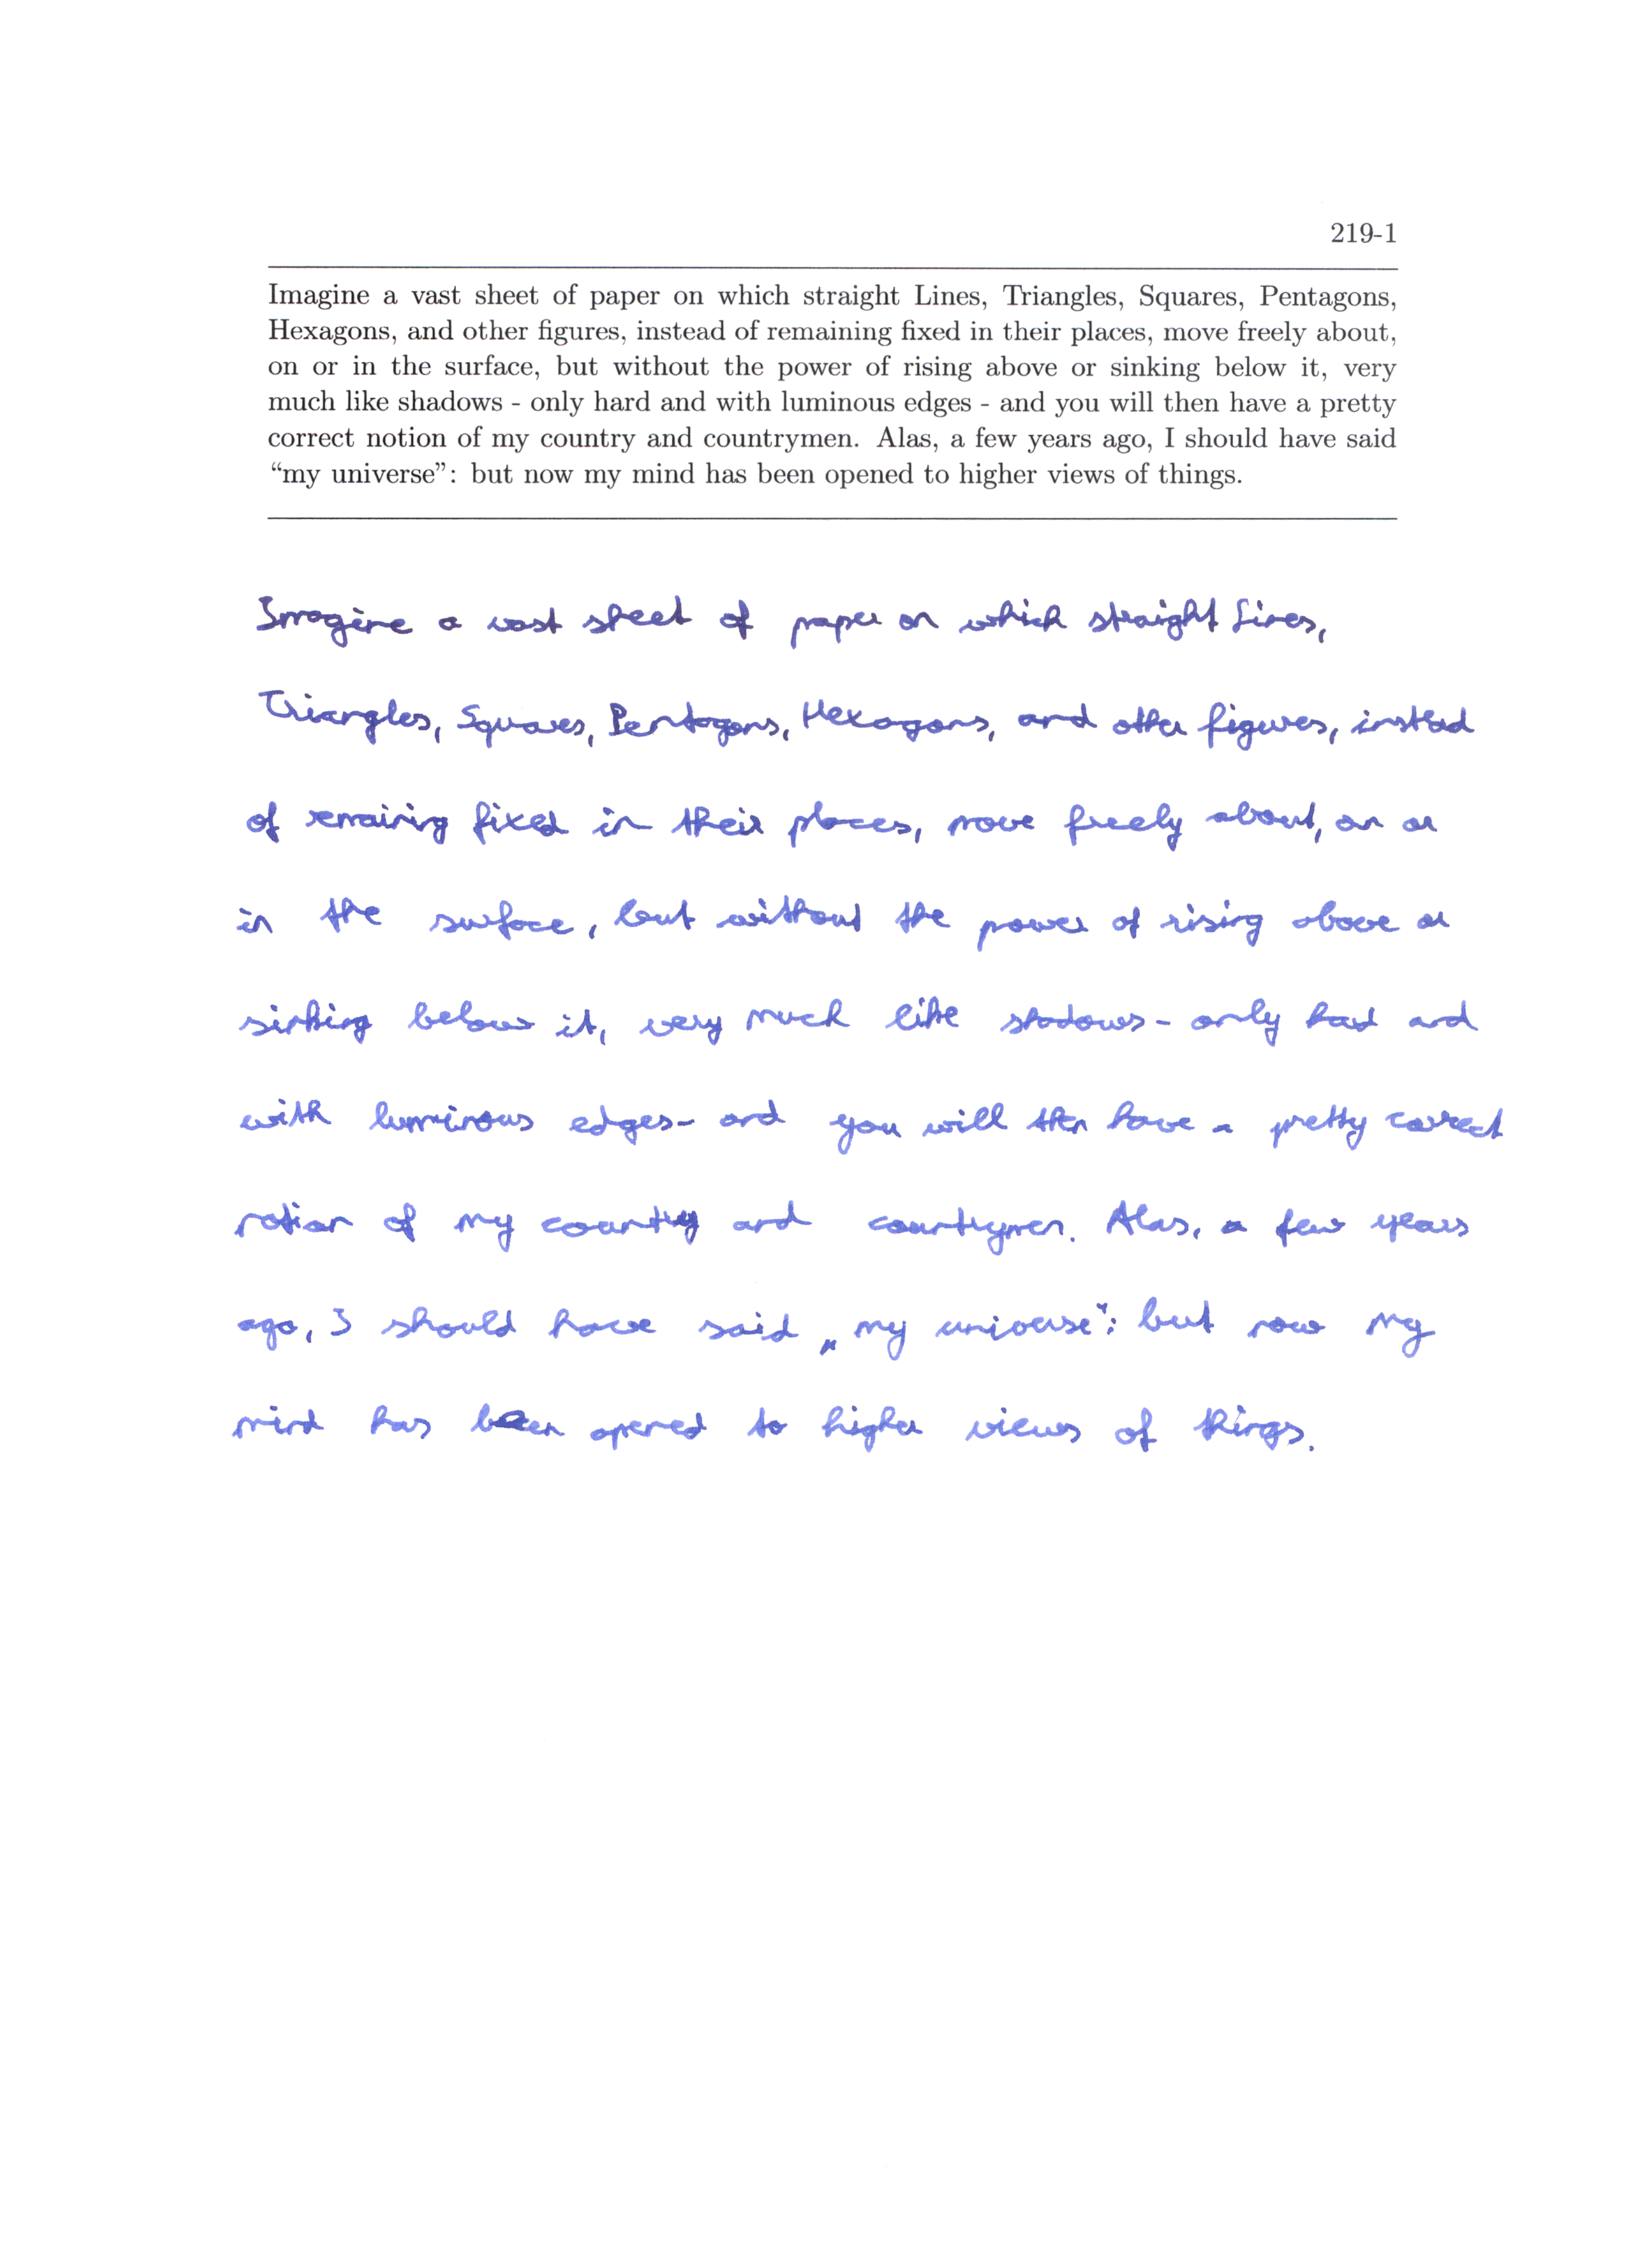 219-1
Imagine a vast sheet of paper on which straight Lines, Triangles, Squares, Pentagons,
Hexagons, and other figures, instead of remaining fixed in their places, move freely about,
on or in the surface, but without the power of rising above or sinking below it, very
much like shadows - only hard and with luminous edges - and you will then have a pretty
correct notion of my country and countrymen. Alas, a few years ago, I should have said
“my universe”: but now my mind has been opened to higher views of things.
Imagine a vast sheet of paper on which straight Lines,
Triangles, Squares, Pentagons, Hexagons, and other figures, instead
of remaining fixed in their places, move freely about, on or
in the surface, but without the power of rising above or
sinking below it, very much like shadows - only hard and
with luminous edges - and you will then have a pretty correct
notion of my country and countrymen. Alas, a few years
ago, I should have said „my universe”: but now my
mind has been opened to higher views of things.